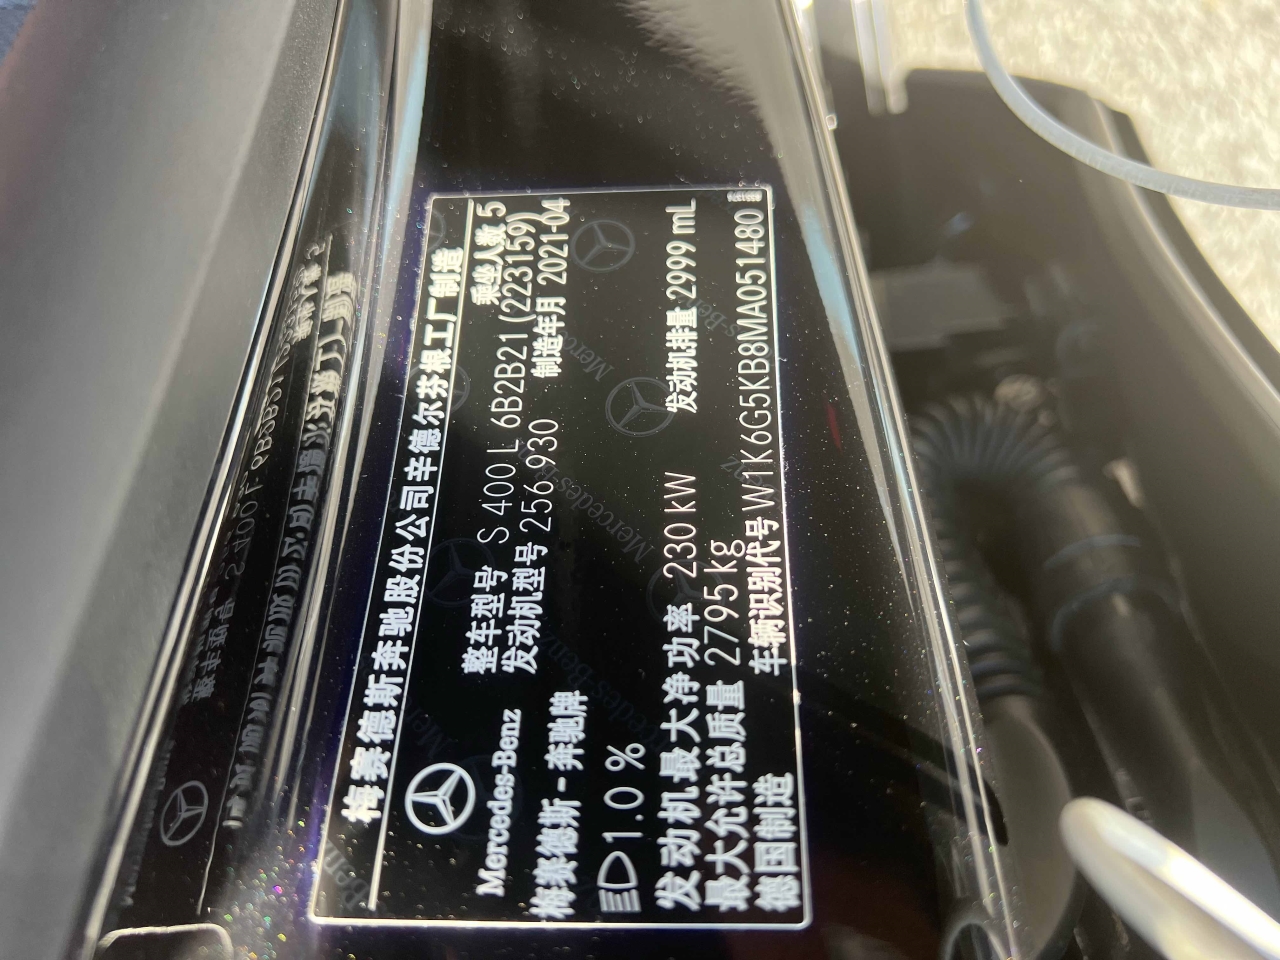 梅赛德斯奔驰股份公司辛德尔芬根工厂制造
Mercedes-Benz
梅赛德斯-奔驰牌
整车型号 S 400 L 6B2B21(223159) 乘坐人数 5
发动机型号 256 930 制造年月 2021-04
1.0 %
发动机最大净功率 230 kW 发动机排量 2999 mL
最大允许总质量 2795 kg
德国制造 车辆识别代号 W1K6G5KB8MA051480